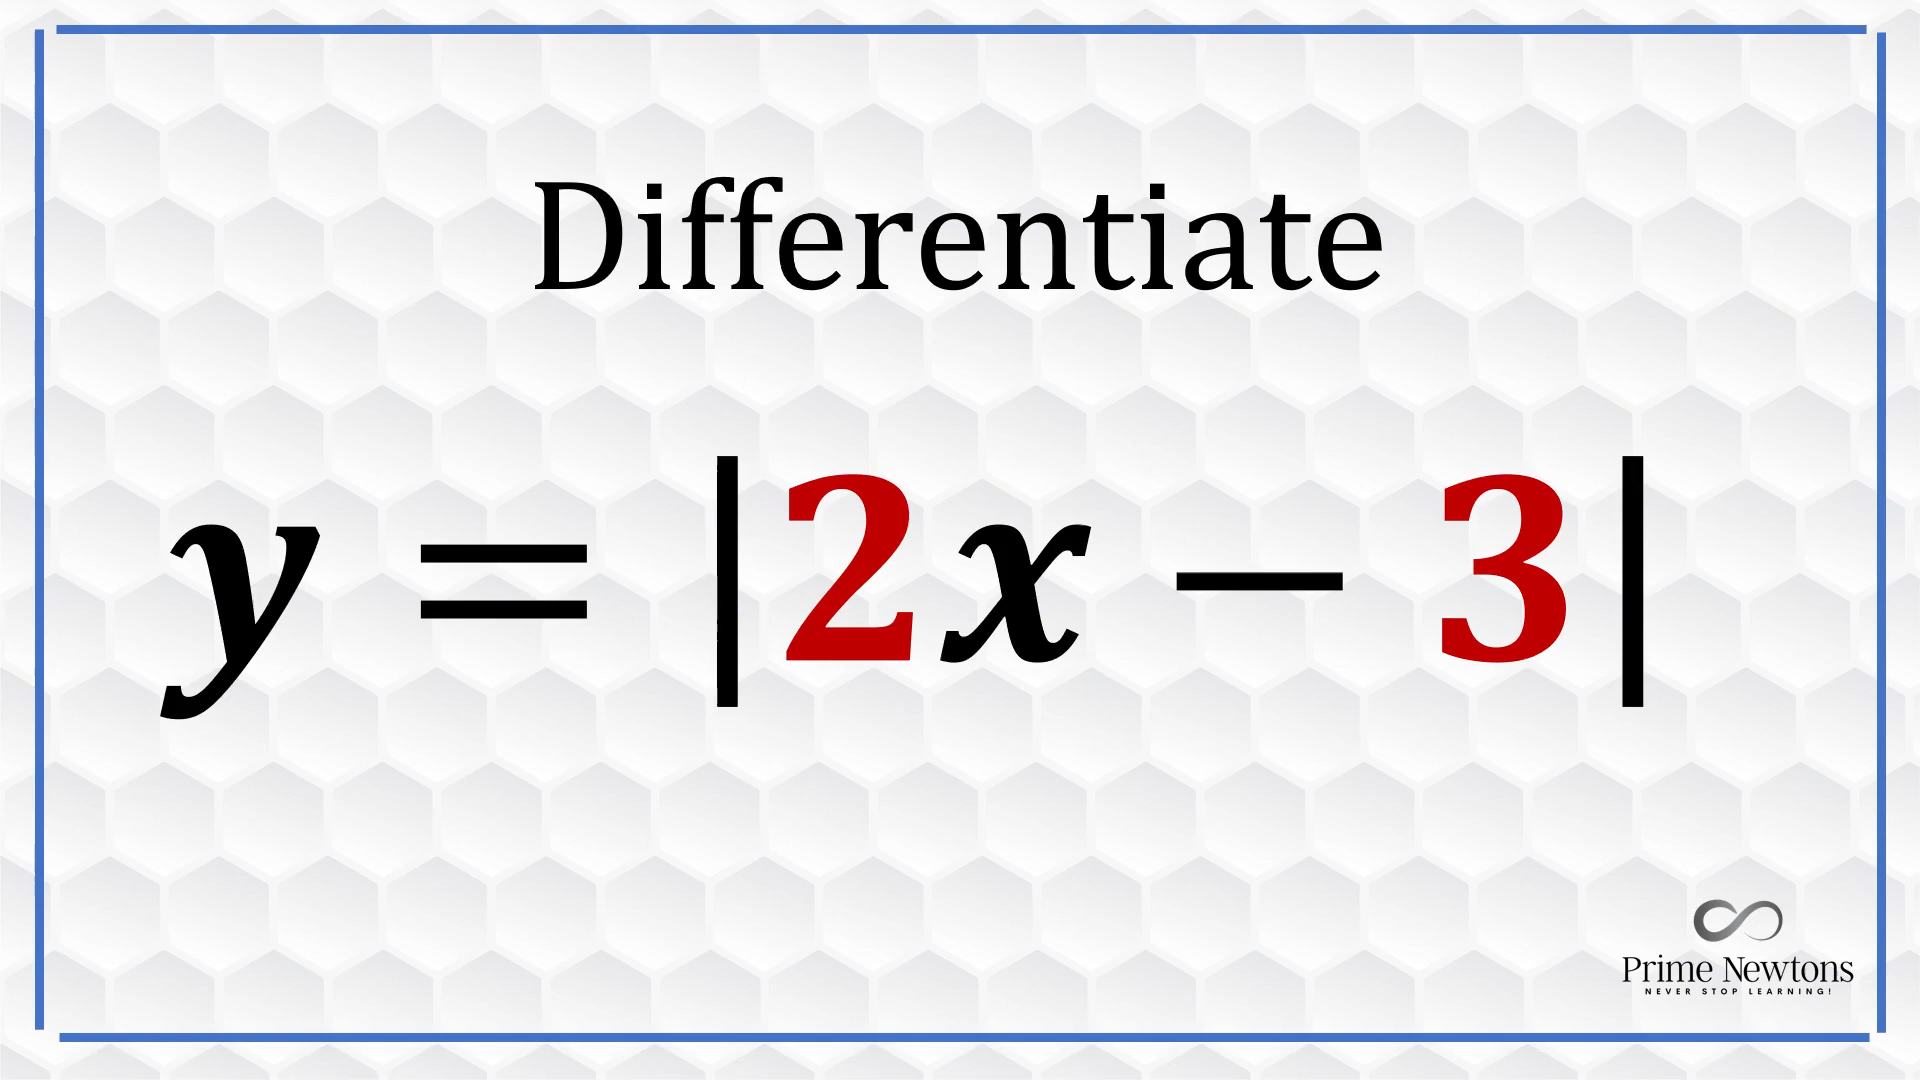 Differentiate
y = |2x − 3|
Prime Newtons
NEVER STOP LEARNING!